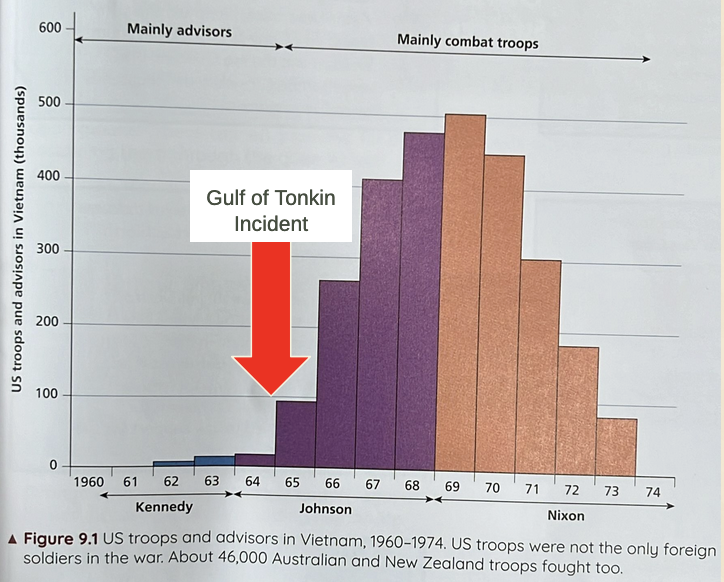 Mainly advisors
Mainly combat troops
US troops and advisors in Vietnam (thousands)
600
500
400
300
200
100
0
Gulf of Tonkin
Incident
1960 61 62 63 64 65 66 67 68 69 70 71 72 73 74
Kennedy Johnson Nixon
▲ Figure 9.1 US troops and advisors in Vietnam, 1960–1974. US troops were not the only foreign
soldiers in the war. About 46,000 Australian and New Zealand troops fought too.